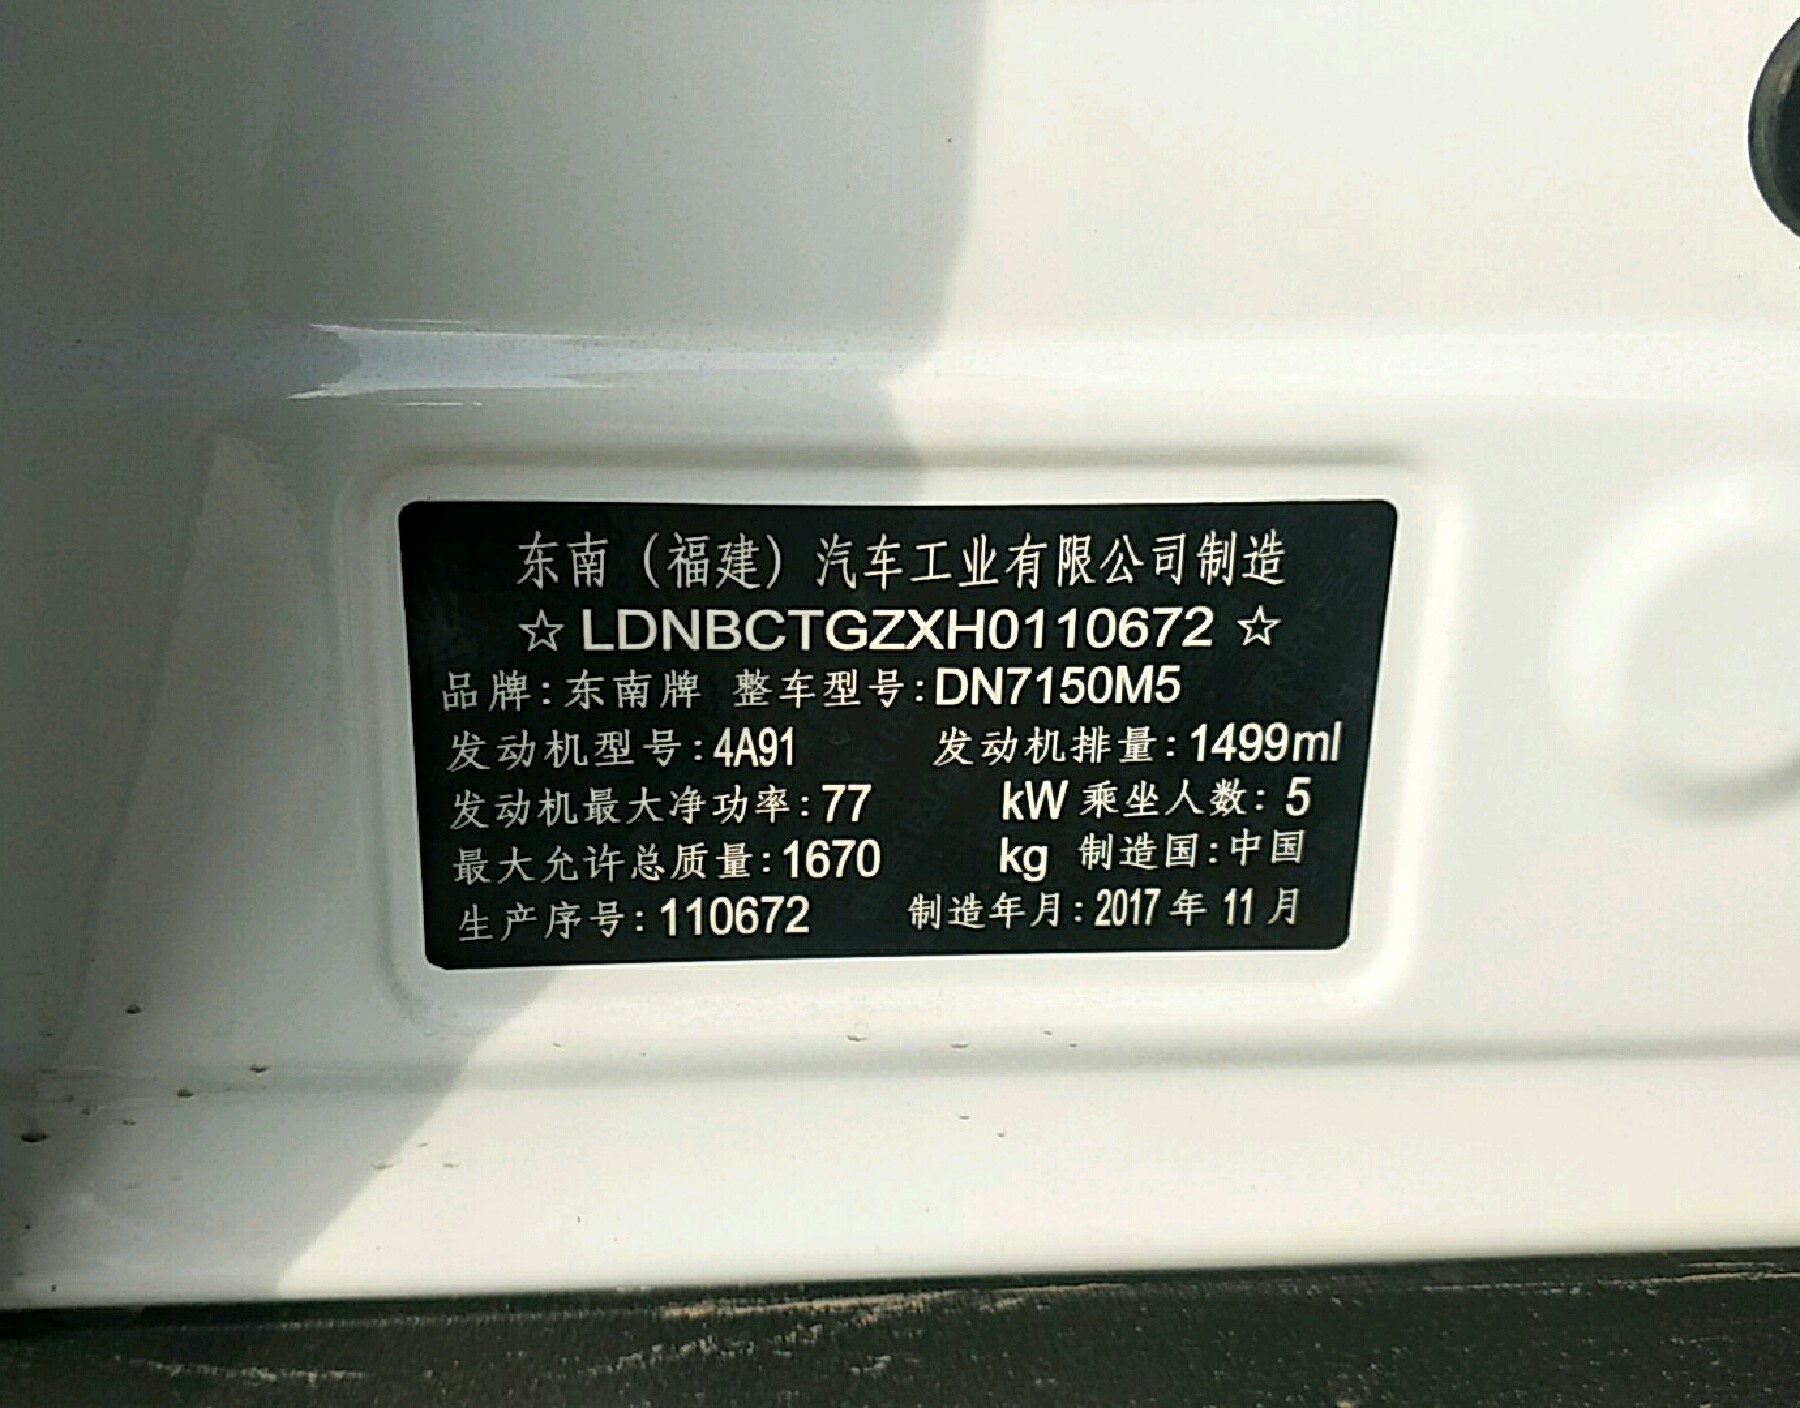 东南（福建）汽车工业有限公司制造
☆LDNBCTGZXH0110672☆
品牌:东南牌 整车型号:DN7150M5
发动机型号:4A91 发动机排量:1499ml
发动机最大净功率:77 kW 乘坐人数:5
最大允许总质量:1670 kg 制造国:中国
生产序号:110672 制造年月:2017年11月